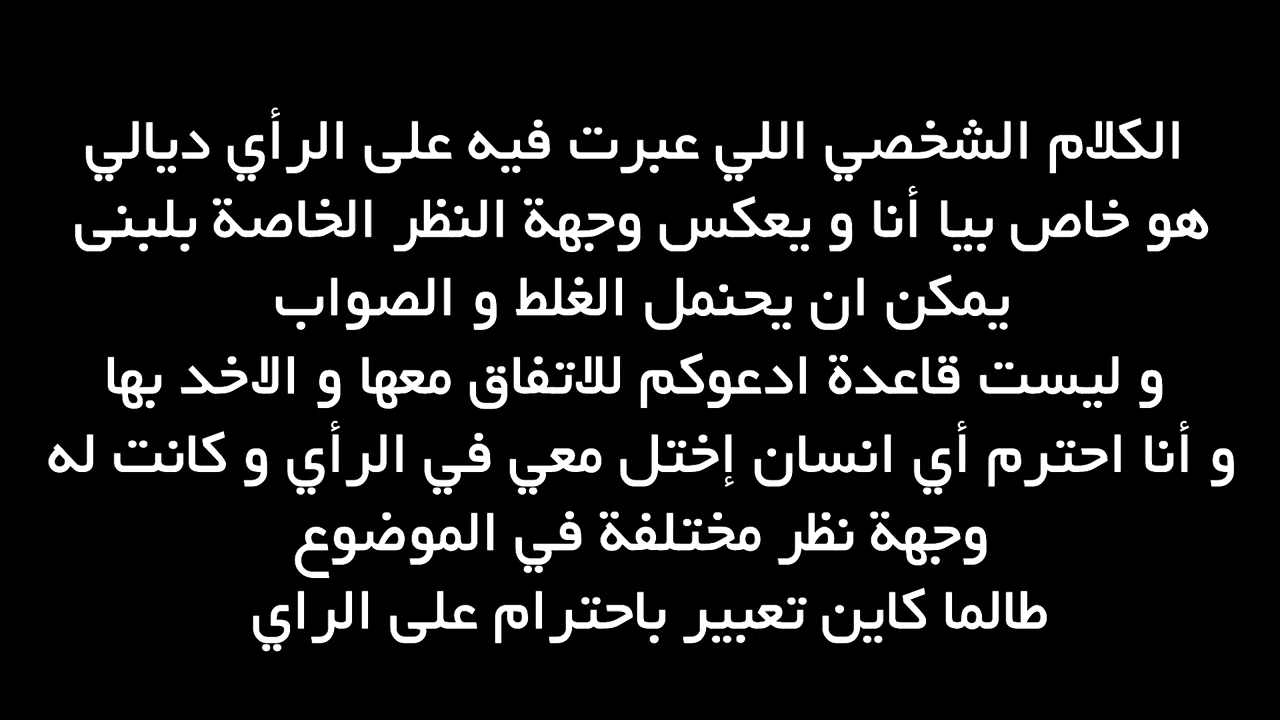 الكلام الشخصي اللي عبرت فيه على الرأي ديالي
هو خاص بيا أنا و يعكس وجهة النظر الخاصة بلبنى
يمكن ان يحنمل الغلط و الصواب
و ليست قاعدة ادعوكم للاتفاق معها و الاخد بها
و أنا احترم أي انسان إختل معي في الرأي و كانت له
وجهة نظر مختلفة في الموضوع
طالما كاين تعبير باحترام على الراي